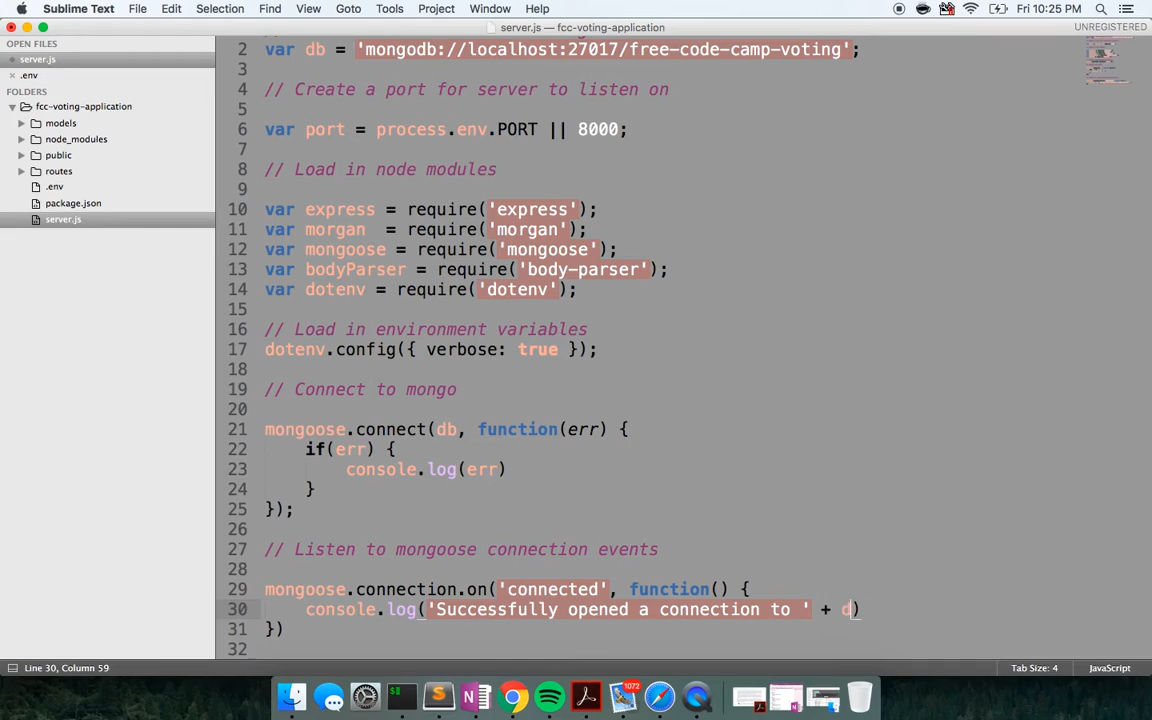 Sublime Text File Edit Selection Find View Goto Tools Project Window Help Fri 10:25 PM
server.js — fcc-voting-application UNREGISTERED
OPEN FILES
server.js
.env
FOLDERS
fcc-voting-application
models
node_modules
public
routes
.env
package.json
server.js
2 var db = 'mongodb://localhost:27017/free-code-camp-voting';
3
4 // Create a port for server to listen on
5
6 var port = process.env.PORT || 8000;
7
8 // Load in node modules
9
10 var express = require('express');
11 var morgan  = require('morgan');
12 var mongoose = require('mongoose');
13 var bodyParser = require('body-parser');
14 var dotenv = require('dotenv');
15
16 // Load in environment variables
17 dotenv.config({ verbose: true });
18
19 // Connect to mongo
20
21 mongoose.connect(db, function(err) {
22     if(err) {
23         console.log(err)
24     }
25 });
26
27 // Listen to mongoose connection events
28
29 mongoose.connection.on('connected', function() {
30     console.log('Successfully opened a connection to ' + d)
31 })
32
Line 30, Column 59 Tab Size: 4 JavaScript
1072